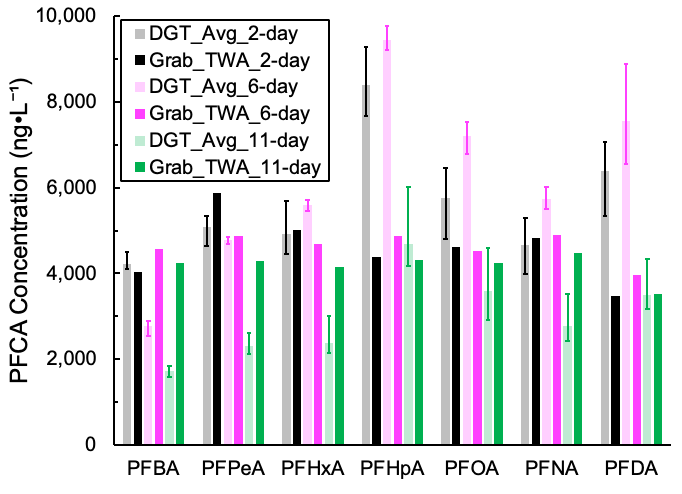 10,000
8,000
6,000
4,000
2,000
0
PFCA Concentration (ng•L⁻¹)
DGT_Avg_2-day
Grab_TWA_2-day
DGT_Avg_6-day
Grab_TWA_6-day
DGT_Avg_11-day
Grab_TWA_11-day
PFBA PFPeA PFHxA PFHpA PFOA PFNA PFDA